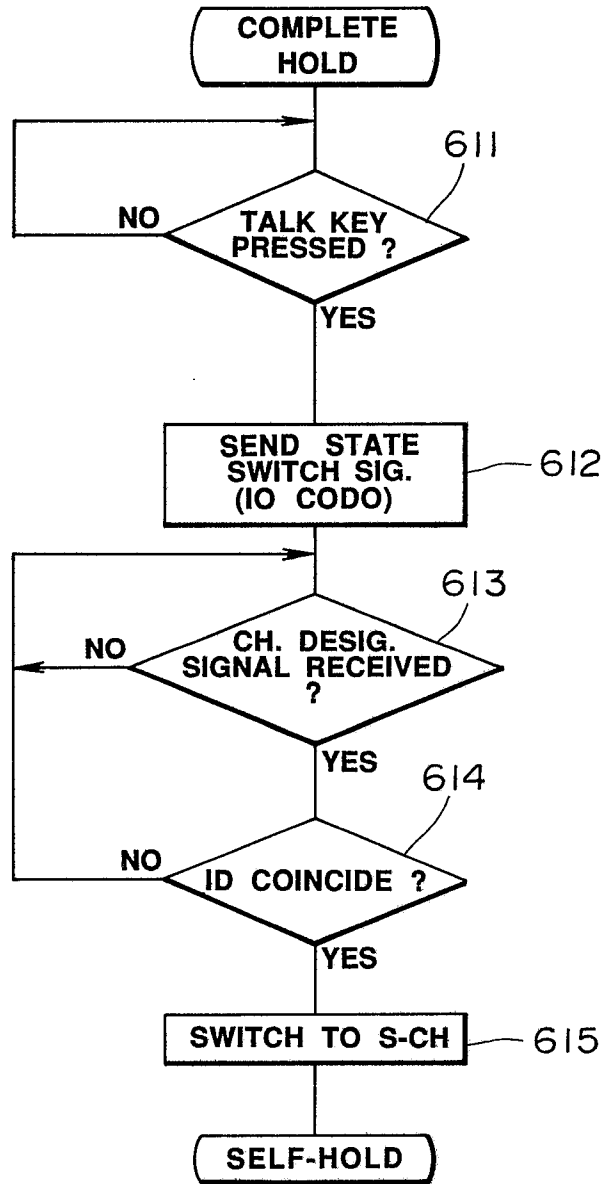 COMPLETE
HOLD
611
NO
TALK KEY
PRESSED ?
YES
SEND STATE
SWITCH SIG.
(IO CODO)
612
613
NO
CH. DESIG.
SIGNAL RECEIVED
?
YES
614
NO
ID COINCIDE ?
YES
SWITCH TO S-CH
615
SELF-HOLD